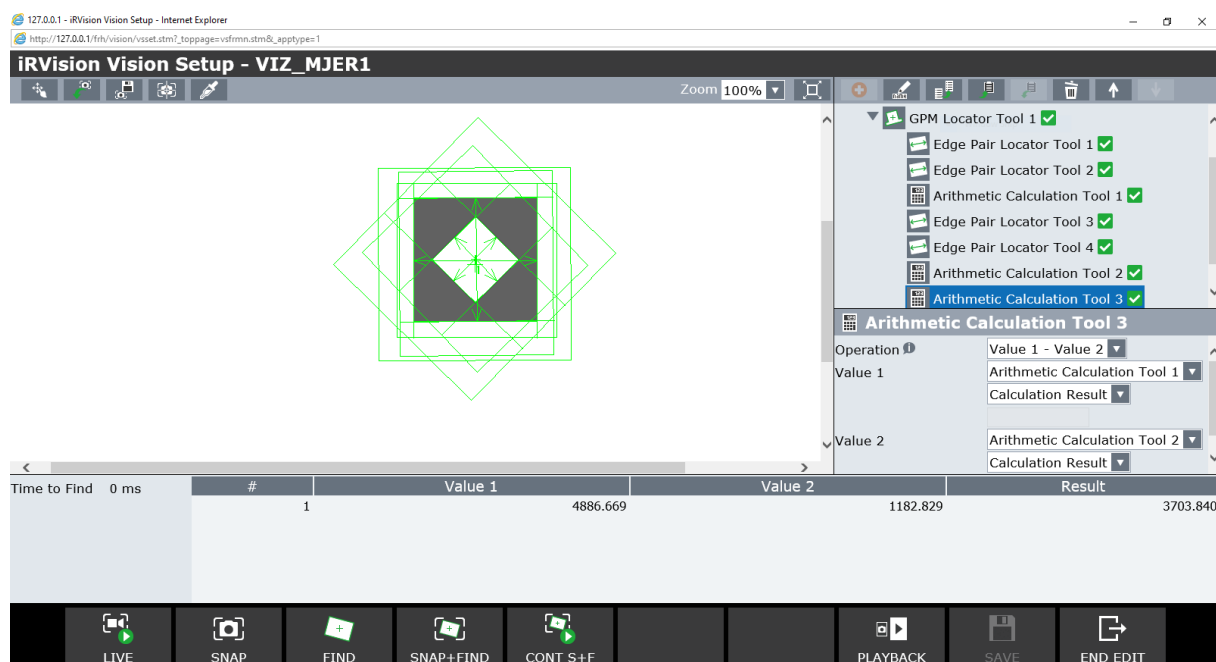 127.0.0.1 - iRVision Vision Setup - Internet Explorer
http://127.0.0.1/frh/vision/vsset.stm?_toppage=vsfrmn.stm&_apptype=1
iRVision Vision Setup - VIZ_MJER1
Zoom 100%
GPM Locator Tool 1
Edge Pair Locator Tool 1
Edge Pair Locator Tool 2
Arithmetic Calculation Tool 1
Edge Pair Locator Tool 3
Edge Pair Locator Tool 4
Arithmetic Calculation Tool 2
Arithmetic Calculation Tool 3
Arithmetic Calculation Tool 3
Operation Value 1 - Value 2
Value 1 Arithmetic Calculation Tool 1
Calculation Result
Value 2 Arithmetic Calculation Tool 2
Calculation Result
Time to Find 0 ms
# Value 1 Value 2 Result
1 4886.669 1182.829 3703.840
LIVE SNAP FIND SNAP+FIND CONT S+F PLAYBACK SAVE END EDIT